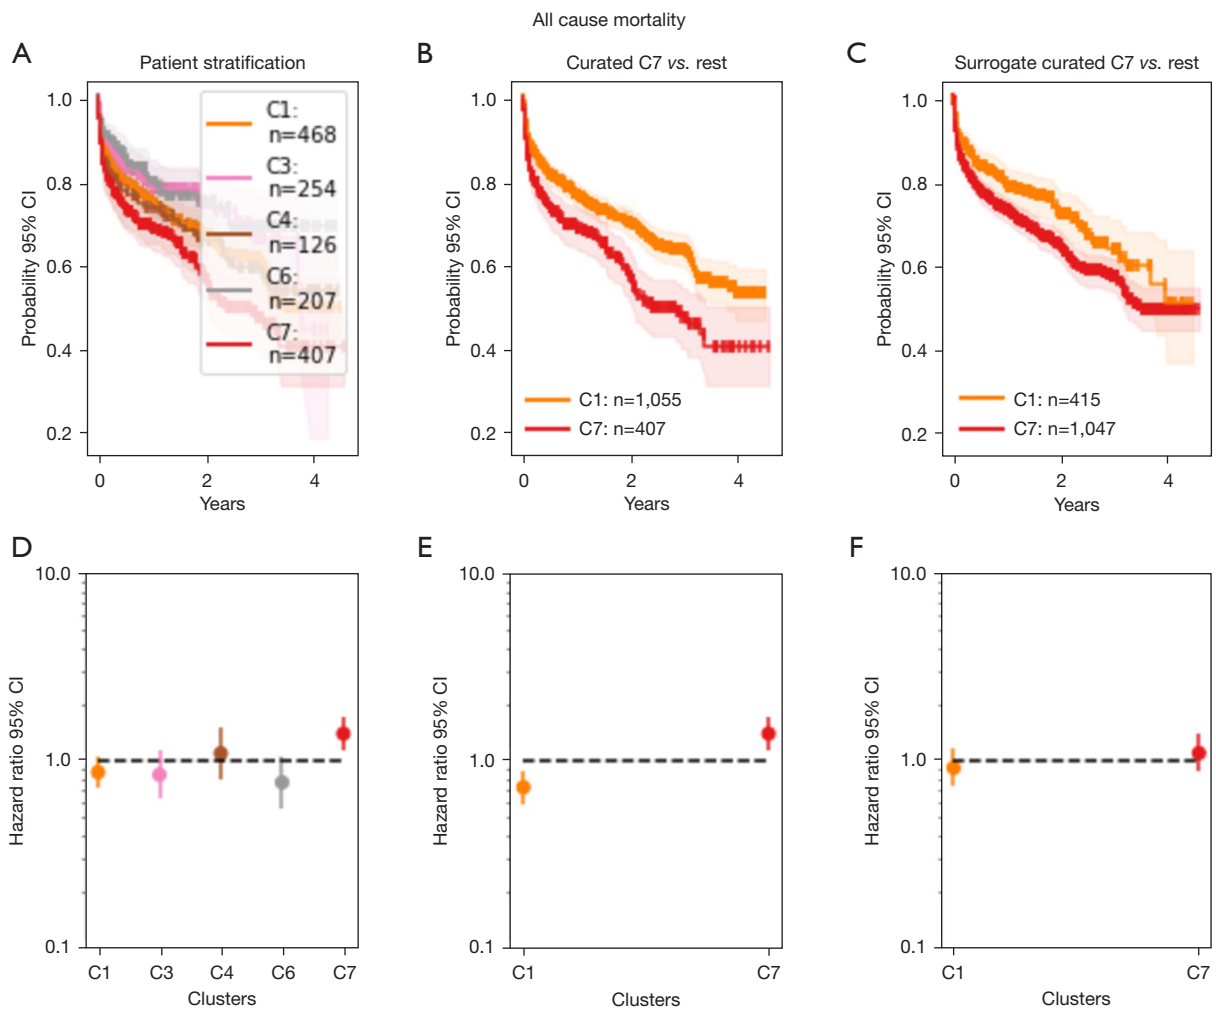 All cause mortality
A
Patient stratification
Probability 95% CI
1.0
0.8
0.6
0.4
0.2
C1:
n=468
C3:
n=254
C4:
n=126
C6:
n=207
C7:
n=407
0
2
4
Years
B
Curated C7 vs. rest
Probability 95% CI
1.0
0.8
0.6
0.4
0.2
C1: n=1,055
C7: n=407
0
2
4
Years
C
Surrogate curated C7 vs. rest
Probability 95% CI
1.0
0.8
0.6
0.4
0.2
C1: n=415
C7: n=1,047
0
2
4
Years
D
Hazard ratio 95% CI
10.0
1.0
0.1
C1
C3
C4
C6
C7
Clusters
E
Hazard ratio 95% CI
10.0
1.0
0.1
C1
C7
Clusters
F
Hazard ratio 95% CI
10.0
1.0
0.1
C1
C7
Clusters